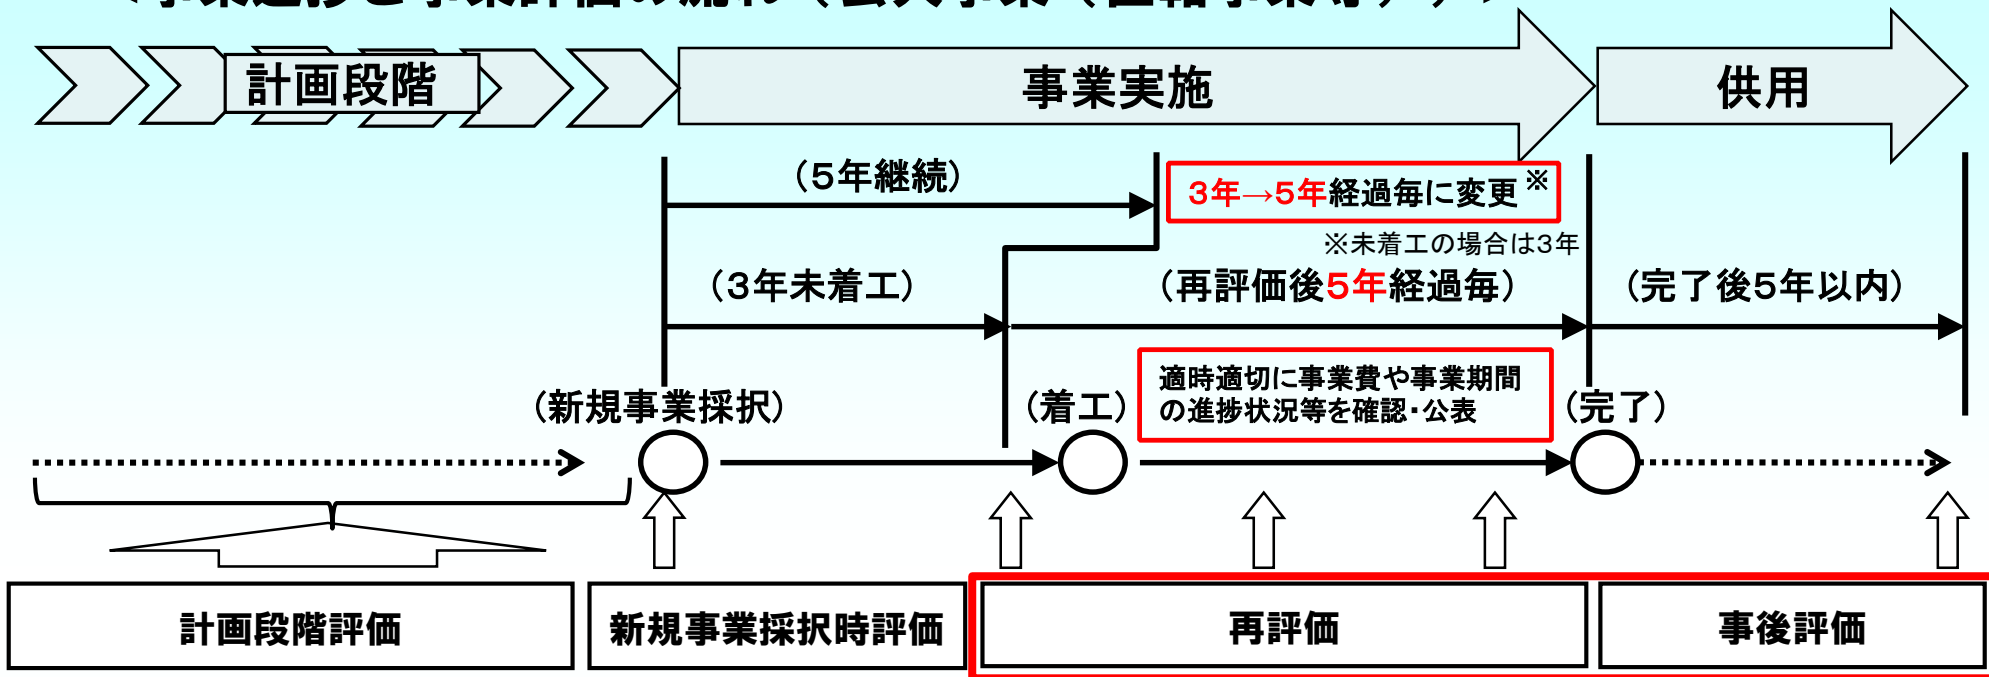 計画段階
事業実施
供用
（５年継続）
３年→５年経過毎に変更※
※未着工の場合は３年
（３年未着工）
（再評価後５年経過毎）
（完了後５年以内）
（新規事業採択）
（着工）
適時適切に事業費や事業期間
の進捗状況等を確認・公表
（完了）
計画段階評価
新規事業採択時評価
再評価
事後評価